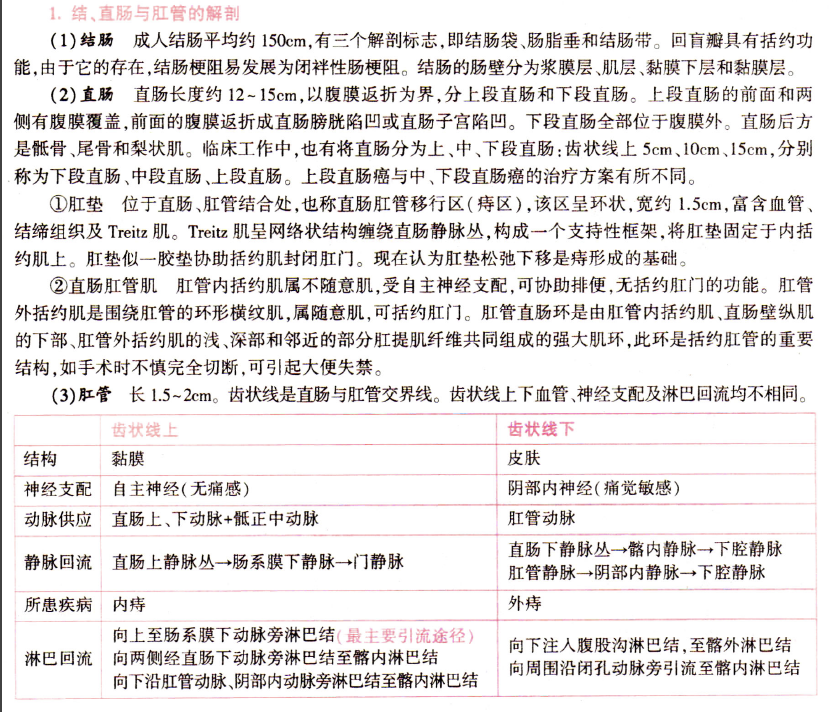 1. 结、直肠与肛管的解剖
(1)结肠 成人结肠平均约 150cm,有三个解剖标志,即结肠袋、肠脂垂和结肠带。回盲瓣具有括约功
能,由于它的存在,结肠梗阻易发展为闭袢性肠梗阻。结肠的肠壁分为浆膜层、肌层、黏膜下层和黏膜层。
(2)直肠 直肠长度约 12~15cm,以腹膜返折为界,分上段直肠和下段直肠。上段直肠的前面和两
侧有腹膜覆盖,前面的腹膜返折成直肠膀胱陷凹或直肠子宫陷凹。下段直肠全部位于腹膜外。直肠后方
是骶骨、尾骨和梨状肌。临床工作中,也有将直肠分为上、中、下段直肠:齿状线上 5cm、10cm、15cm,分别
称为下段直肠、中段直肠、上段直肠。上段直肠癌与中、下段直肠癌的治疗方案有所不同。
①肛垫 位于直肠、肛管结合处,也称直肠肛管移行区(痔区),该区呈环状,宽约 1.5cm,富含血管、
结缔组织及 Treitz 肌。Treitz 肌呈网络状结构缠绕直肠静脉丛,构成一个支持性框架,将肛垫固定于内括
约肌上。肛垫似一胶垫协助括约肌封闭肛门。现在认为肛垫松弛下移是痔形成的基础。
②直肠肛管肌 肛管内括约肌属不随意肌,受自主神经支配,可协助排便,无括约肛门的功能。肛管
外括约肌是围绕肛管的环形横纹肌,属随意肌,可括约肛门。肛管直肠环是由肛管内括约肌、直肠壁纵肌
的下部、肛管外括约肌的浅、深部和邻近的部分肛提肌纤维共同组成的强大肌环,此环是括约肛管的重要
结构,如手术时不慎完全切断,可引起大便失禁。
(3)肛管 长 1.5~2cm。齿状线是直肠与肛管交界线。齿状线上下血管、神经支配及淋巴回流均不相同。
齿状线上 齿状线下
结构 黏膜 皮肤
神经支配 自主神经(无痛感) 阴部内神经(痛觉敏感)
动脉供应 直肠上、下动脉+骶正中动脉 肛管动脉
静脉回流 直肠上静脉丛→肠系膜下静脉→门静脉 直肠下静脉丛→髂内静脉→下腔静脉
肛管静脉→阴部内静脉→下腔静脉
所患疾病 内痔 外痔
淋巴回流 向上至肠系膜下动脉旁淋巴结(最主要引流途径)
向两侧经直肠下动脉旁淋巴结至髂内淋巴结
向下沿肛管动脉、阴部内动脉旁淋巴结至髂内淋巴结
向下注入腹股沟淋巴结,至髂外淋巴结
向周围沿闭孔动脉旁引流至髂内淋巴结